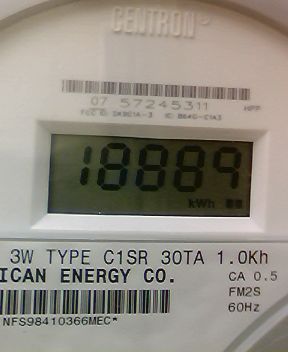 CENTRON
07 57245311
HPP
18889
kWh
3W TYPE C1SR 30TA 1.0Kh
ICAN ENERGY CO. CA 0.5
FM2S
60Hz
NFS98410366MEC*